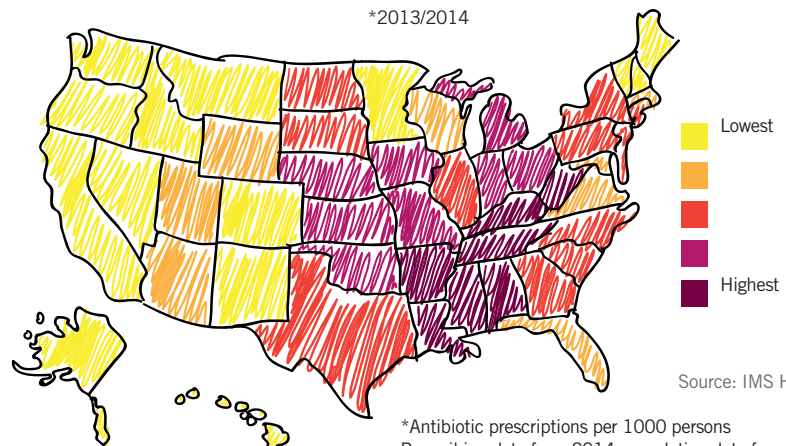 *2013/2014
Lowest
Highest
Source: IMS
*Antibiotic prescriptions per 1000 persons